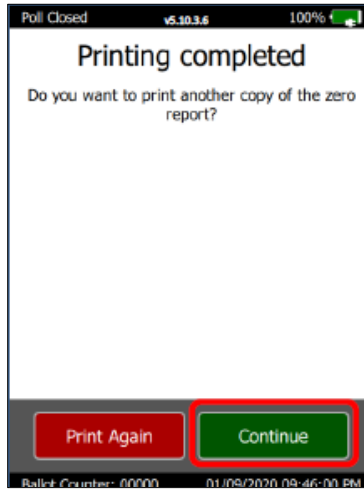 Poll Closed v5.10.3.6 100%
Printing completed
Do you want to print another copy of the zero
report?
Print Again Continue
Ballot Counter: 00000 01/09/2020 09:46:00 PM